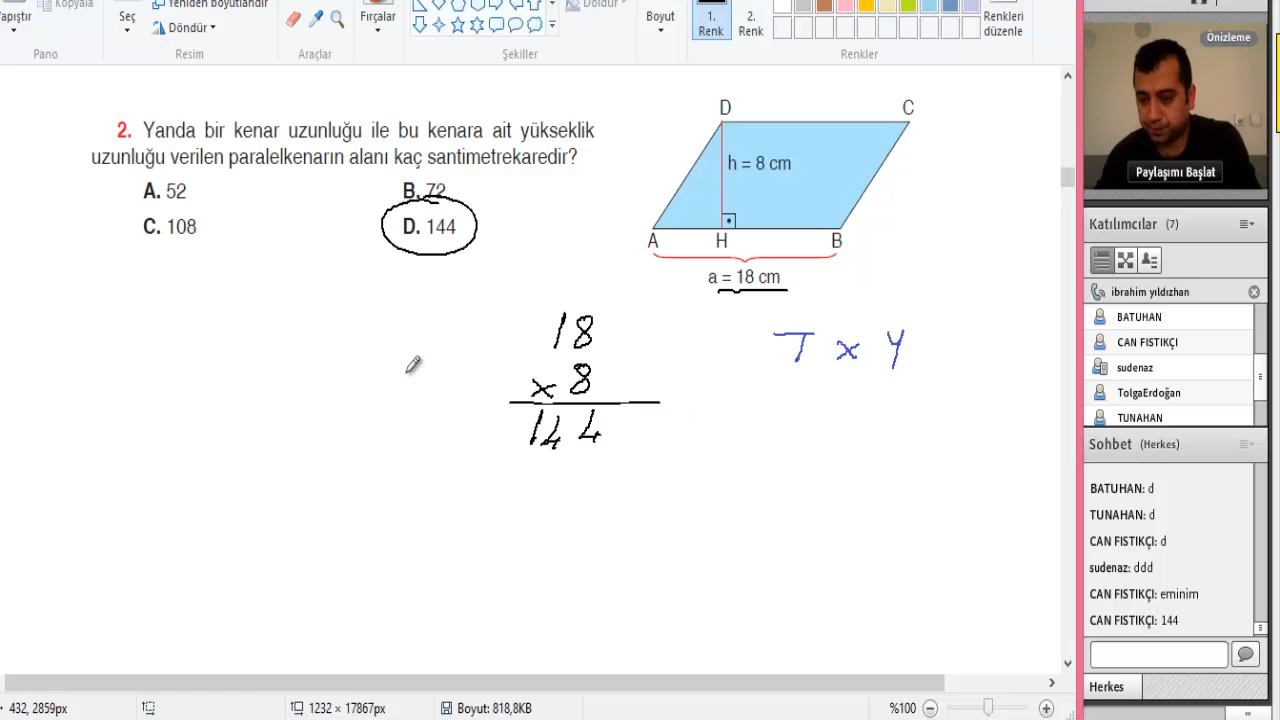 Kopyala
Seç
Döndür
Yeniden boyutlandır
Fırçalar
Boyut
1.
Renk
2.
Renk
Renkleri
düzenle
Pano
Resim
Araçlar
Şekiller
Renkler
2. Yanda bir kenar uzunluğu ile bu kenara ait yükseklik
uzunluğu verilen paralelkenarın alanı kaç santimetrekaredir?
A. 52
B. 72
C. 108
D. 144
D
C
h = 8 cm
A
H
B
a = 18 cm
18
x 8
144
T x Y
432, 2859px
1232 × 17867px
Boyut: 818,8KB
%100
Önizleme
Paylaşımı Başlat
Katılımcılar (7)
ibrahim yıldızhan
BATUHAN
CAN FISTIKÇI
sudenaz
TolgaErdoğan
TUNAHAN
Sohbet (Herkes)
BATUHAN: d
TUNAHAN: d
CAN FISTIKÇI: d
sudenaz: ddd
CAN FISTIKÇI: eminim
CAN FISTIKÇI: 144
Herkes